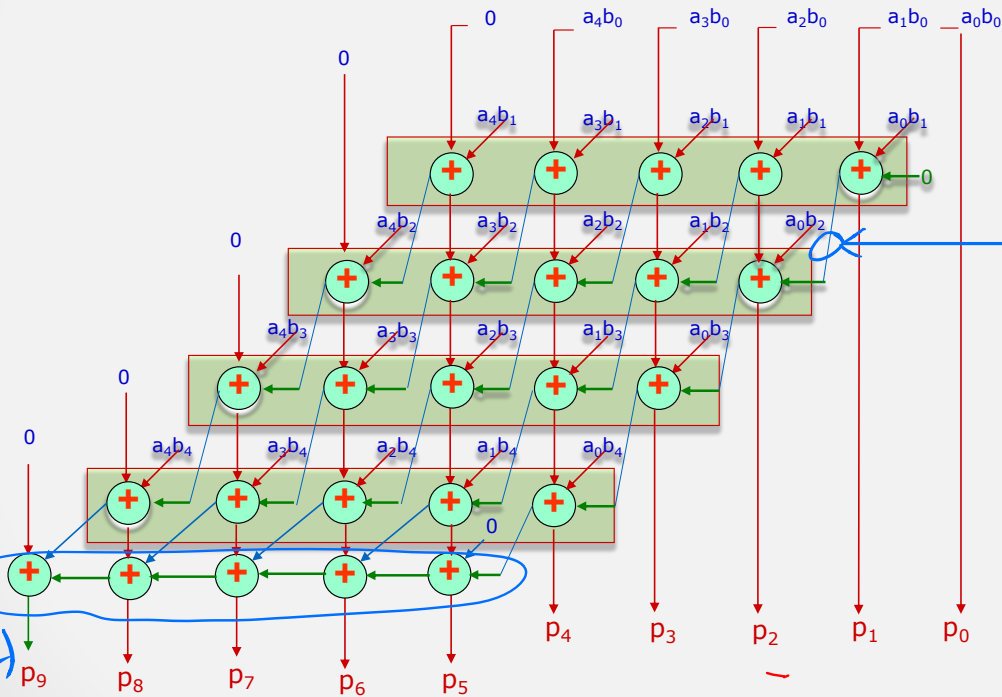 0 a₄b₀ a₃b₀ a₂b₀ a₁b₀ a₀b₀
0
a₄b₁ a₃b₁ a₂b₁ a₁b₁ a₀b₁
+ + + + + 0
a₄b₂ a₃b₂ a₂b₂ a₁b₂ a₀b₂
0
+ + + + +
a₄b₃ a₃b₃ a₂b₃ a₁b₃ a₀b₃
0
+ + + + +
0
a₄b₄ a₃b₄ a₂b₄ a₁b₄ a₀b₄
+ + + + +
0
+ + + + +
p₄ p₃ p₂ p₁ p₀
p₉ p₈ p₇ p₆ p₅